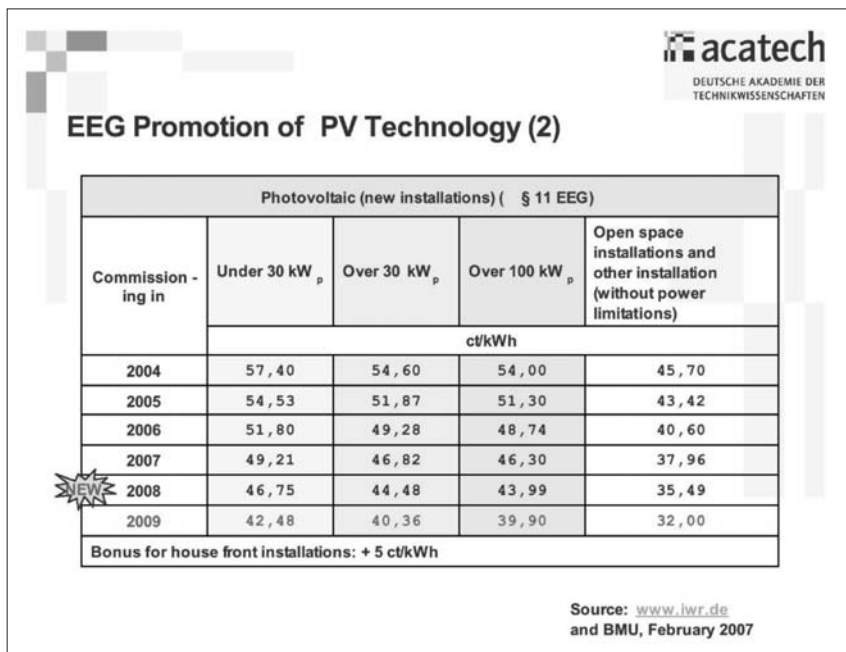 acatech
DEUTSCHE AKADEMIE DER
TECHNIKWISSENSCHAFTEN
EEG Promotion of PV Technology (2)
Photovoltaic (new installations) ( § 11 EEG)
Commission -
ing in
Under 30 kW p
Over 30 kW p
Over 100 kW p
Open space
installations and
other installation
(without power
limitations)
ct/kWh
2004 57,40 54,60 54,00 45,70
2005 54,53 51,87 51,30 43,42
2006 51,80 49,28 48,74 40,60
2007 49,21 46,82 46,30 37,96
NEW 2008 46,75 44,48 43,99 35,49
2009 42,48 40,36 39,90 32,00
Bonus for house front installations: + 5 ct/kWh
Source: www.iwr.de
and BMU, February 2007